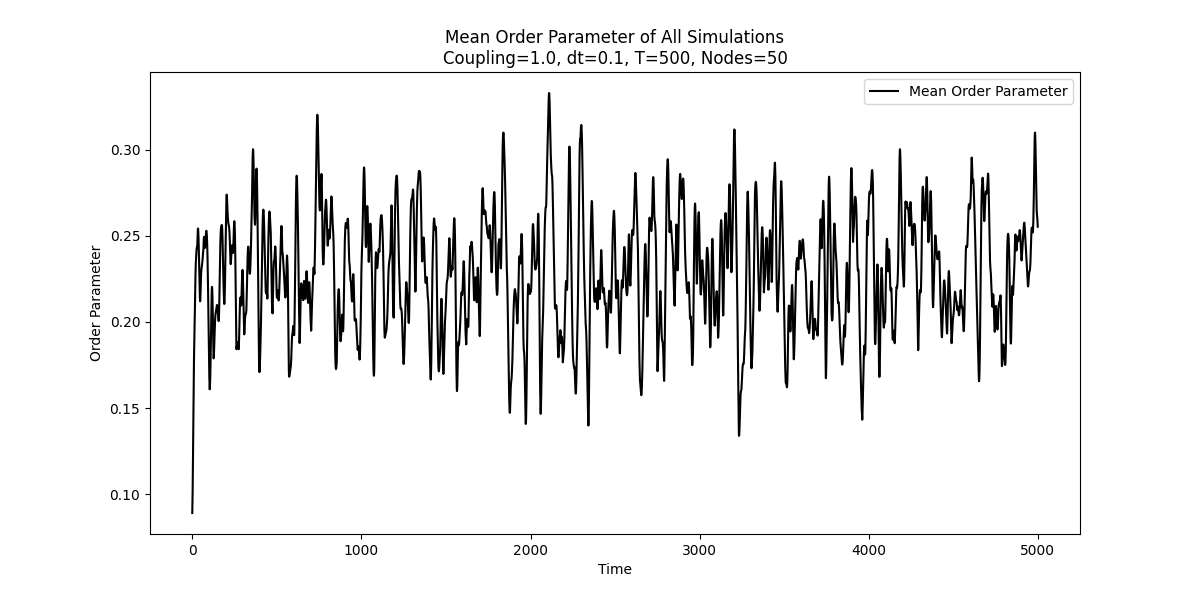 Mean Order Parameter of All Simulations
Coupling=1.0, dt=0.1, T=500, Nodes=50
Mean Order Parameter
Order Parameter
0.30
0.25
0.20
0.15
0.10
0
1000
2000
3000
4000
5000
Time